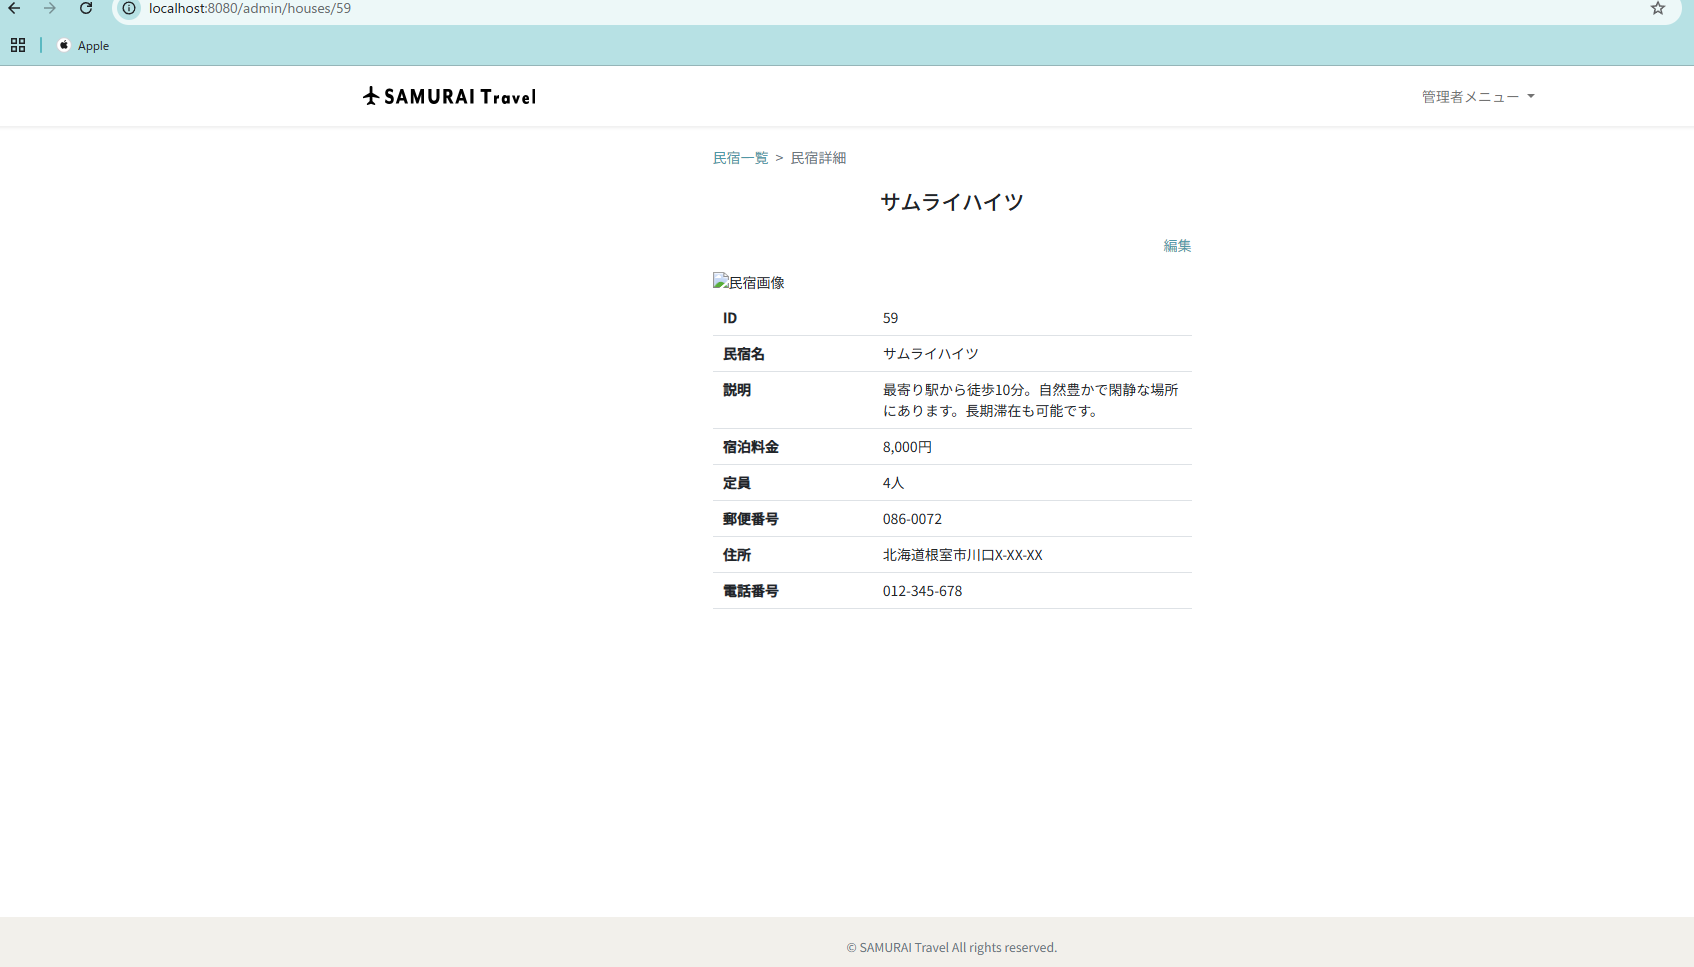 localhost:8080/admin/houses/59
Apple
SAMURAI Travel
管理者メニュー
民宿一覧 > 民宿詳細
サムライハイツ
編集
民宿画像
ID 59
民宿名 サムライハイツ
説明 最寄り駅から徒歩10分。自然豊かで閑静な場所
にあります。長期滞在も可能です。
宿泊料金 8,000円
定員 4人
郵便番号 086-0072
住所 北海道根室市川口X-XX-XX
電話番号 012-345-678
© SAMURAI Travel All rights reserved.